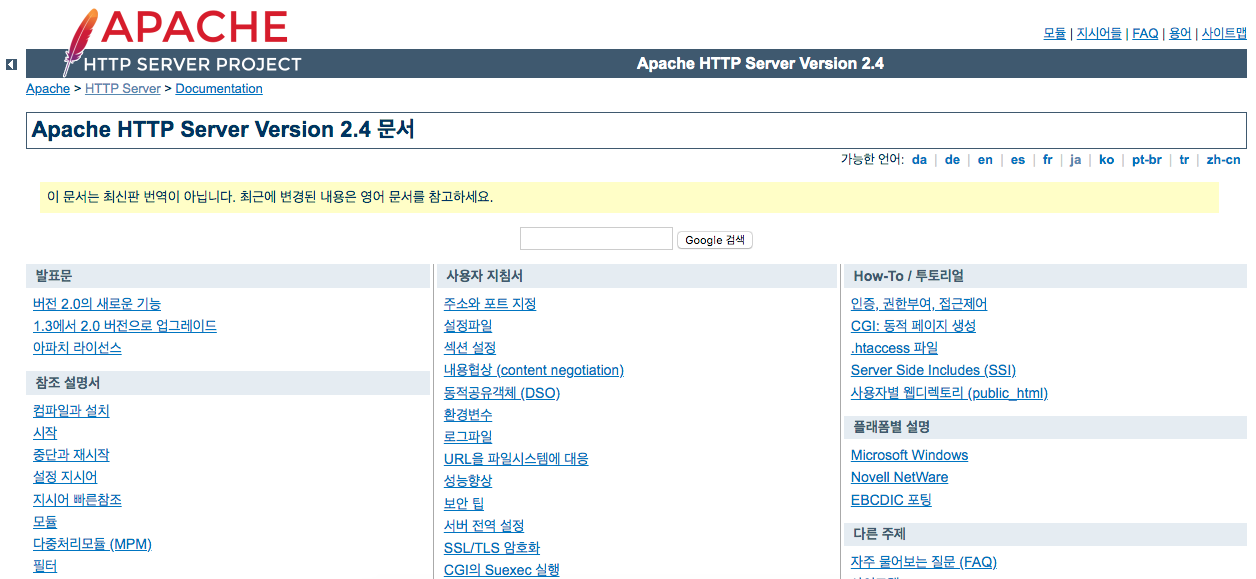 APACHE
HTTP SERVER PROJECT
모듈 | 지시어들 | FAQ | 용어 | 사이트맵
Apache HTTP Server Version 2.4
Apache > HTTP Server > Documentation
Apache HTTP Server Version 2.4 문서
가능한 언어: da | de | en | es | fr | ja | ko | pt-br | tr | zh-cn
이 문서는 최신판 번역이 아닙니다. 최근에 변경된 내용은 영어 문서를 참고하세요.
Google 검색
발표문
버전 2.0의 새로운 기능
1.3에서 2.0 버전으로 업그레이드
아파치 라이선스
참조 설명서
컴파일과 설치
시작
중단과 재시작
설정 지시어
지시어 빠른참조
모듈
다중처리모듈 (MPM)
필터
사용자 지침서
주소와 포트 지정
설정파일
섹션 설정
내용협상 (content negotiation)
동적공유객체 (DSO)
환경변수
로그파일
URL을 파일시스템에 대응
성능향상
보안 팁
서버 전역 설정
SSL/TLS 암호화
CGI의 Suexec 실행
How-To / 투토리얼
인증, 권한부여, 접근제어
CGI: 동적 페이지 생성
.htaccess 파일
Server Side Includes (SSI)
사용자별 웹디렉토리 (public_html)
플래폼별 설명
Microsoft Windows
Novell NetWare
EBCDIC 포팅
다른 주제
자주 물어보는 질문 (FAQ)